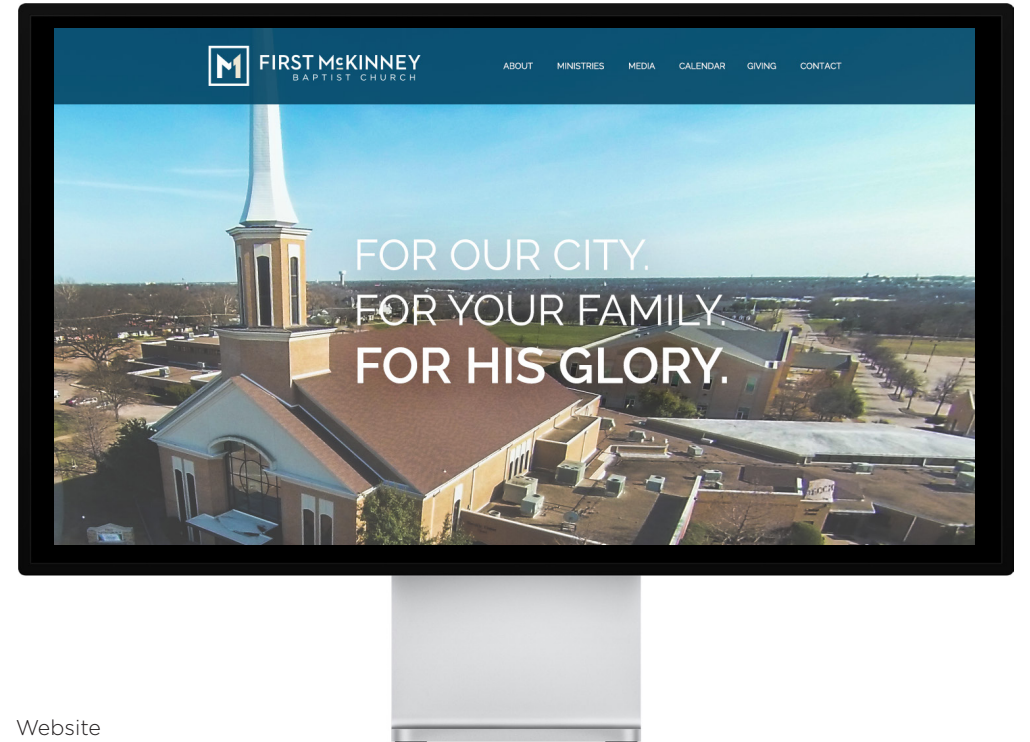 M FIRST McKINNEY
BAPTIST CHURCH
ABOUT MINISTRIES MEDIA CALENDAR GIVING CONTACT
FOR OUR CITY.
FOR YOUR FAMILY.
FOR HIS GLORY.
Website